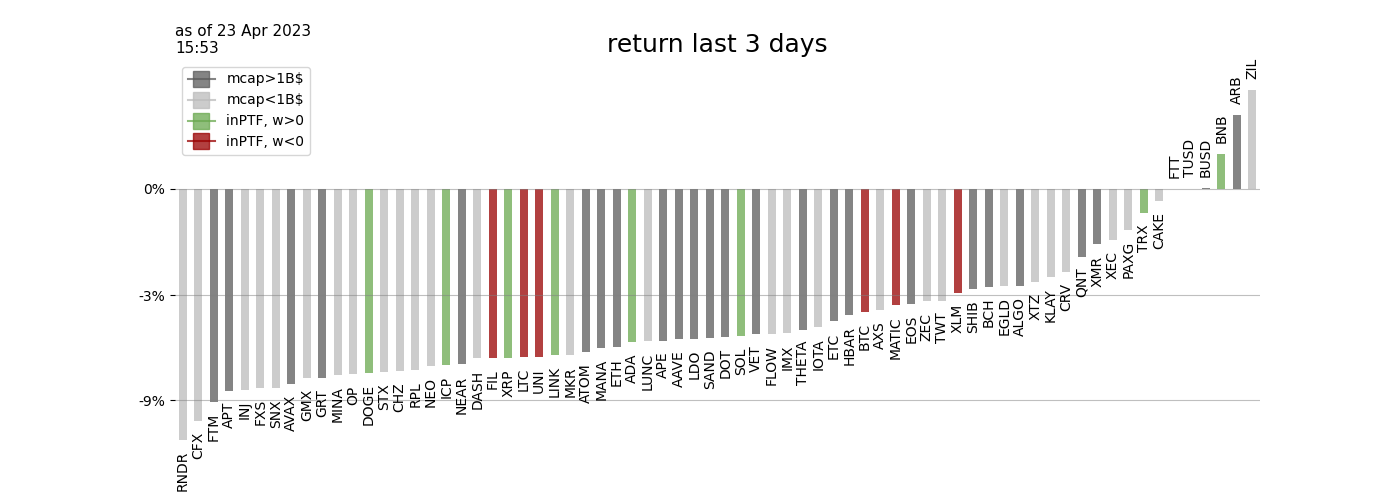 as of 23 Apr 2023
15:53
return last 3 days
mcap>1B$
mcap<1B$
inPTF, w>0
inPTF, w<0
0%
-3%
-9%
RNDR
CFX
FTM
APT
INJ
FXS
SNX
AVAX
GMX
GRT
MINA
OP
DOGE
STX
CHZ
RPL
NEO
ICP
NEAR
DASH
FIL
XRP
LTC
UNI
LINK
MKR
ATOM
MANA
ETH
ADA
LUNC
APE
AAVE
LDO
SAND
DOT
SOL
VET
FLOW
IMX
THETA
IOTA
ETC
HBAR
BTC
AXS
MATIC
EOS
ZEC
TWT
XLM
SHIB
BCH
EGLD
ALGO
XTZ
KLAY
CRV
QNT
XMR
XEC
PAXG
TRX
CAKE
FTT
TUSD
BUSD
BNB
ARB
ZIL